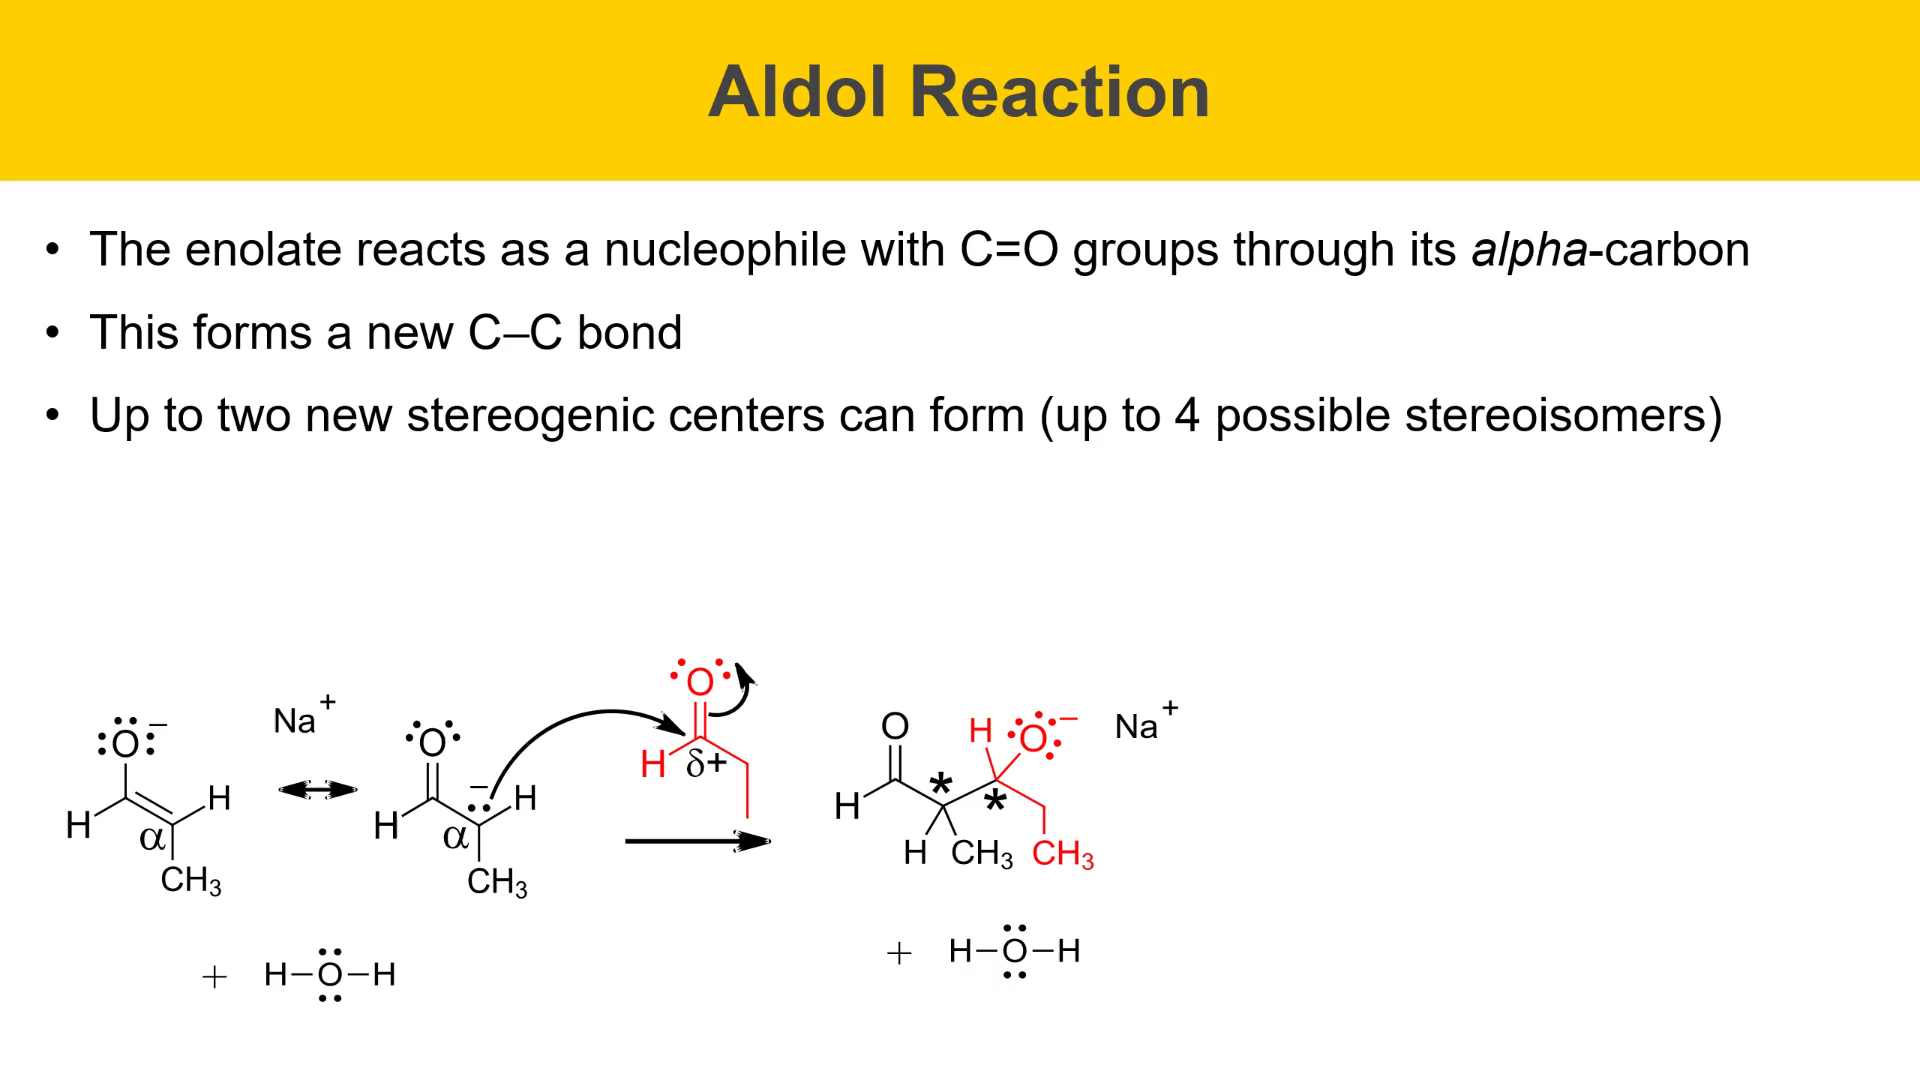 Aldol Reaction
• The enolate reacts as a nucleophile with C=O groups through its alpha-carbon
• This forms a new C–C bond
• Up to two new stereogenic centers can form (up to 4 possible stereoisomers)
:O: – H H α CH3
Na+
:O: H – H α CH3
:O: H δ+
O H * H CH3 H :O: – * CH3
Na+
+ H–O–H
+ H–O–H